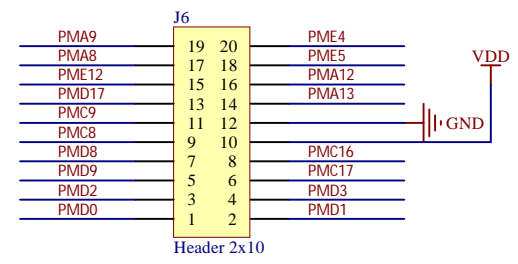 J6
PMA9 19 20 PME4
PMA8 17 18 PME5
PME12 15 16 PMA12
PMD17 13 14 PMA13
PMC9 11 12 GND
PMC8 9 10 VDD
PMD8 7 8 PMC16
PMD9 5 6 PMC17
PMD2 3 4 PMD3
PMD0 1 2 PMD1
Header 2x10